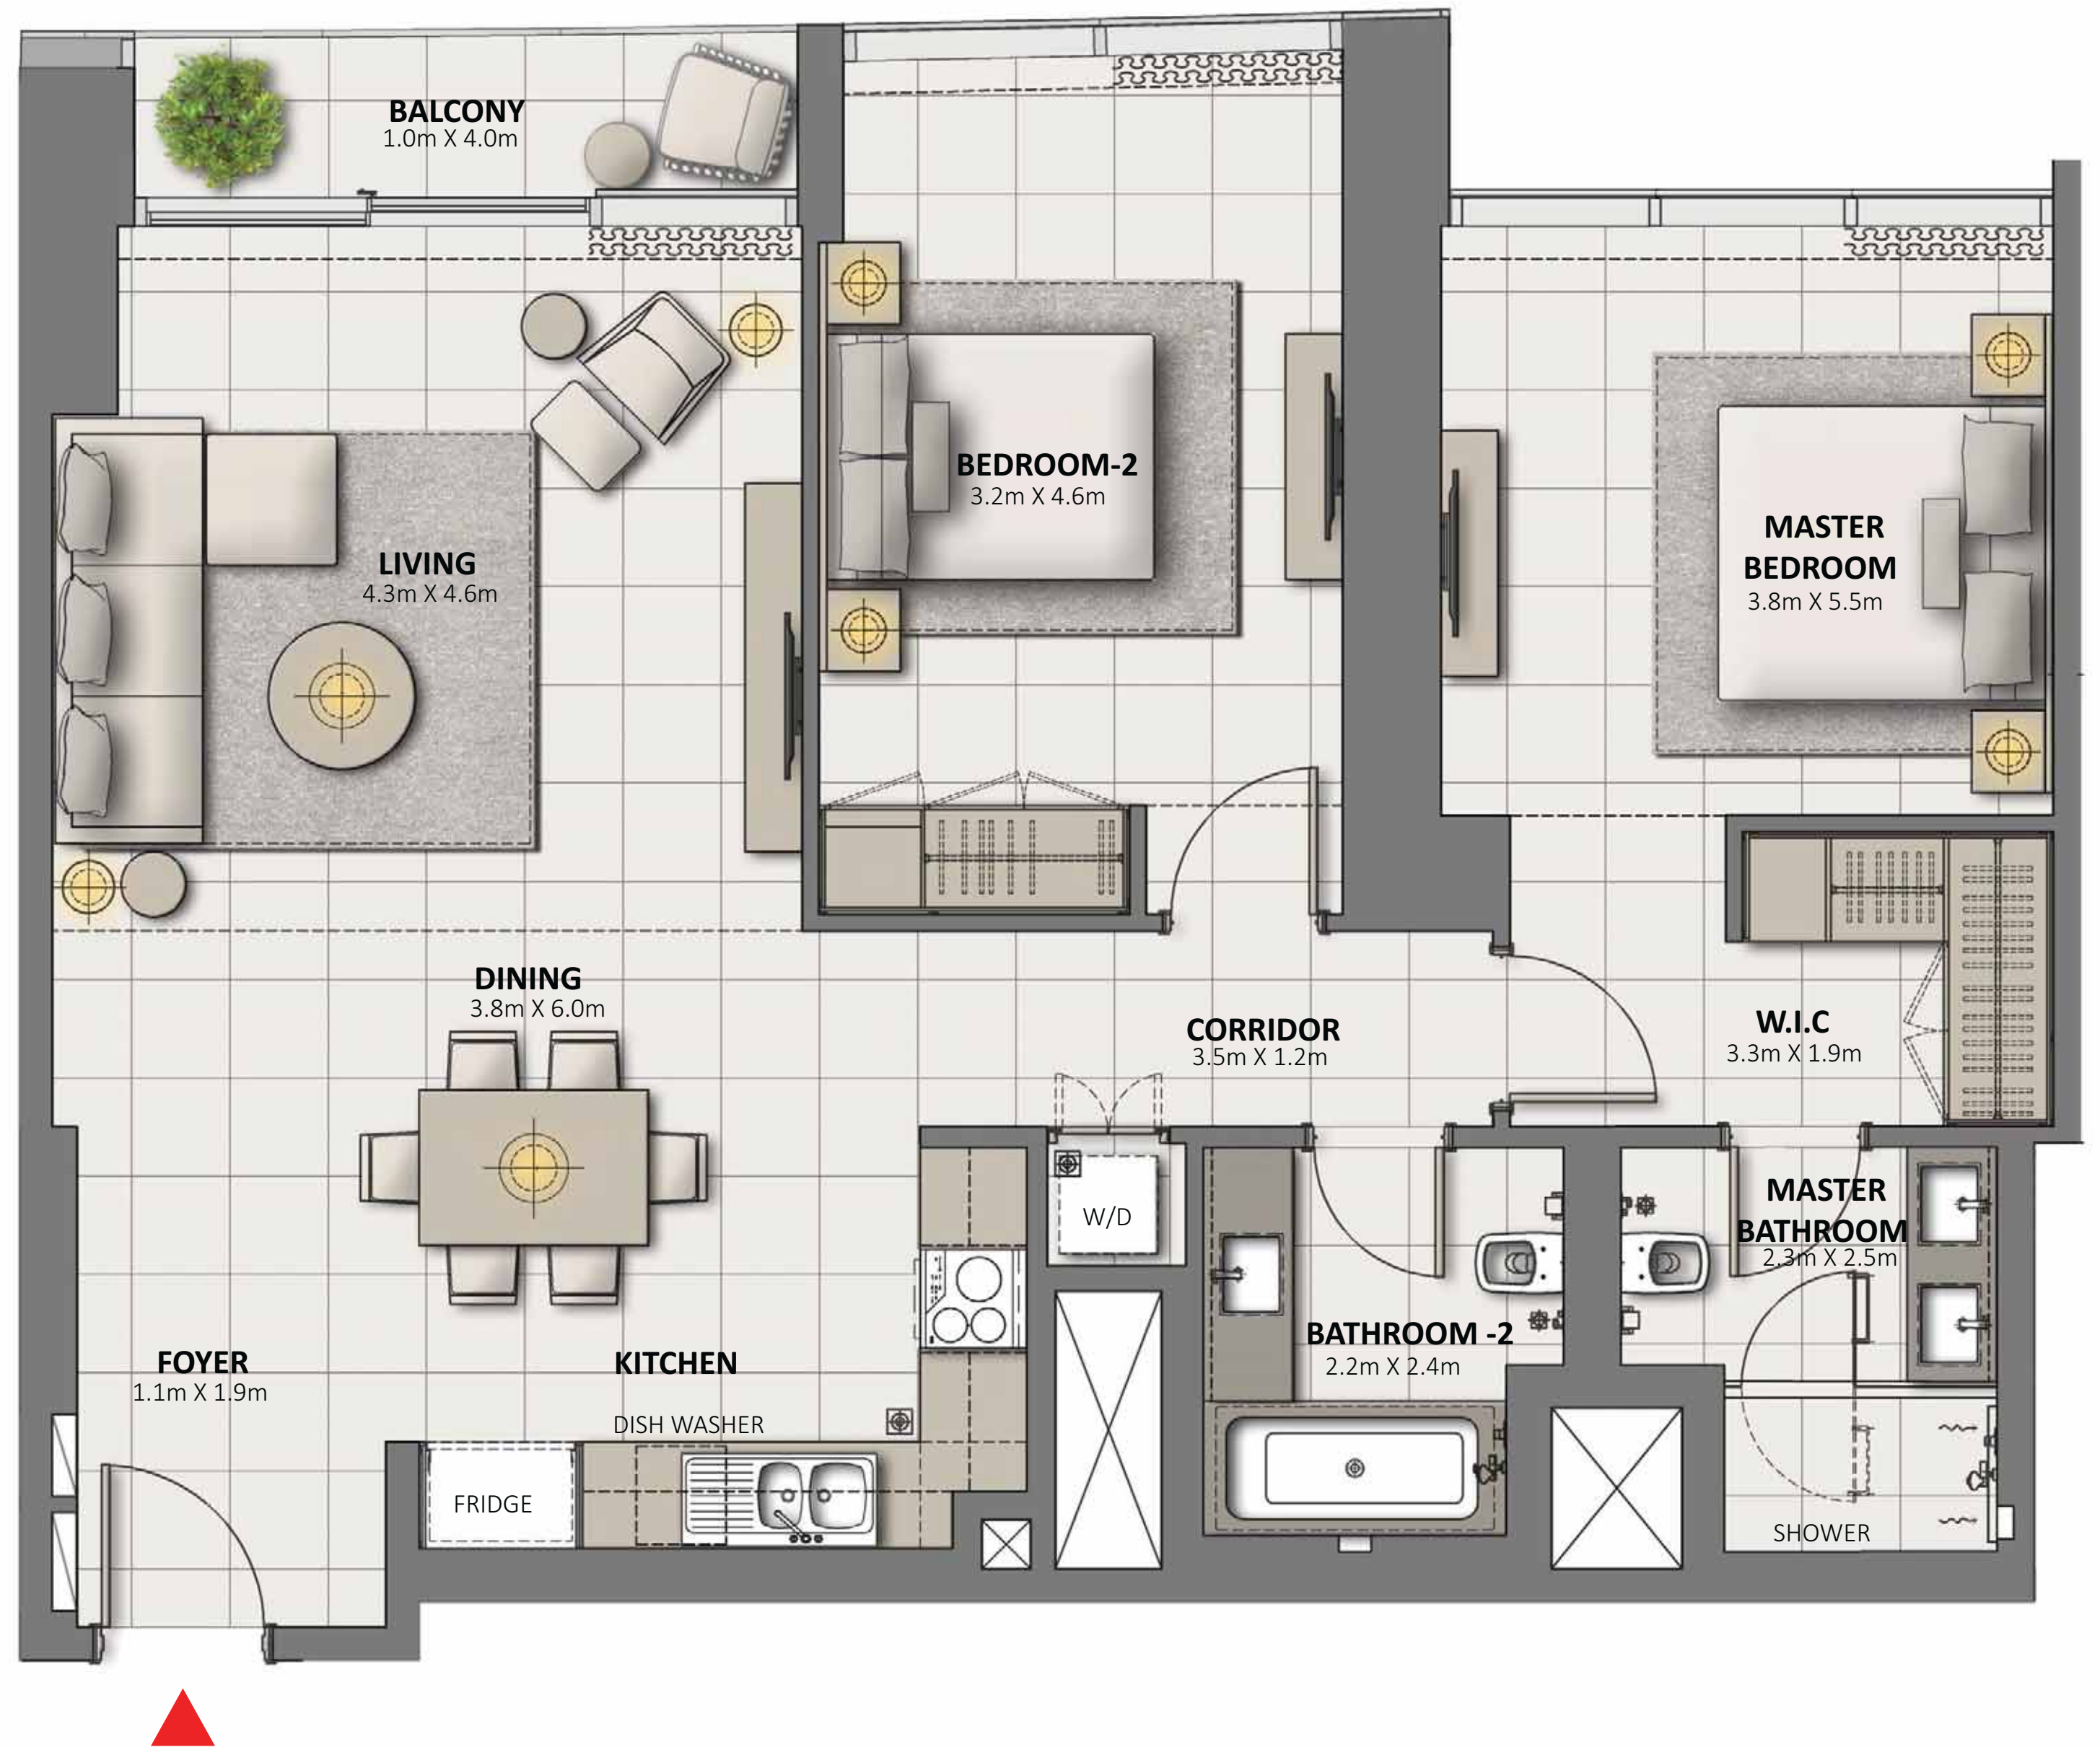 BALCONY
1.0m X 4.0m
BEDROOM-2
3.2m X 4.6m
MASTER
BEDROOM
3.8m X 5.5m
LIVING
4.3m X 4.6m
DINING
3.8m X 6.0m
CORRIDOR
3.5m X 1.2m
W.I.C
3.3m X 1.9m
W/D
MASTER
BATHROOM
2.3m X 2.5m
BATHROOM -2
2.2m X 2.4m
FOYER
1.1m X 1.9m
KITCHEN
DISH WASHER
FRIDGE
SHOWER